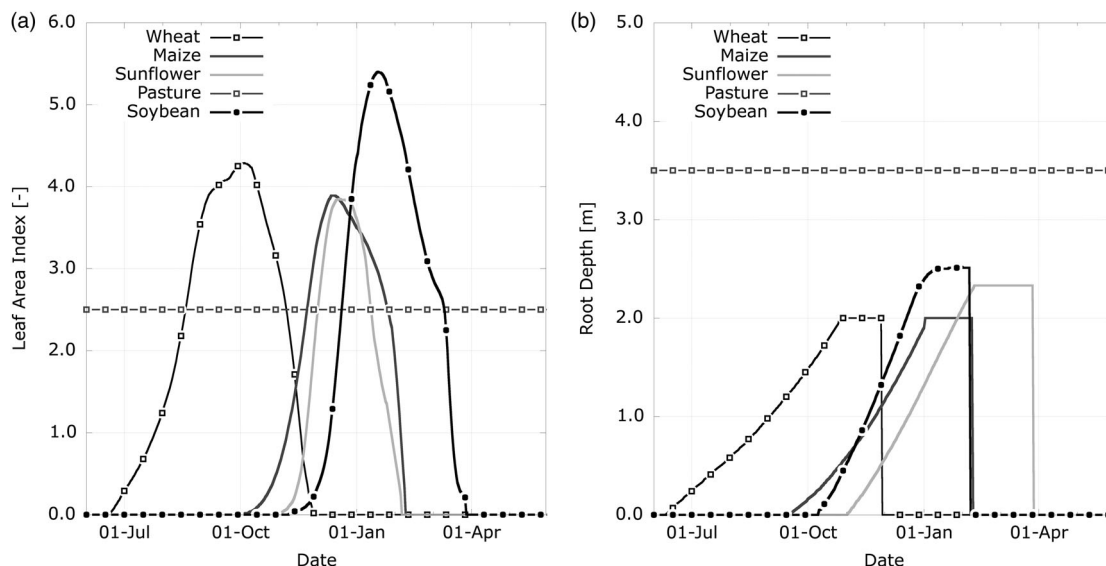 (a)
6.0
5.0
4.0
3.0
2.0
1.0
0.0
Leaf Area Index [-]
Wheat
Maize
Sunflower
Pasture
Soybean
01-Jul 01-Oct 01-Jan 01-Apr
Date
(b)
5.0
4.0
3.0
2.0
1.0
0.0
Root Depth [m]
Wheat
Maize
Sunflower
Pasture
Soybean
01-Jul 01-Oct 01-Jan 01-Apr
Date